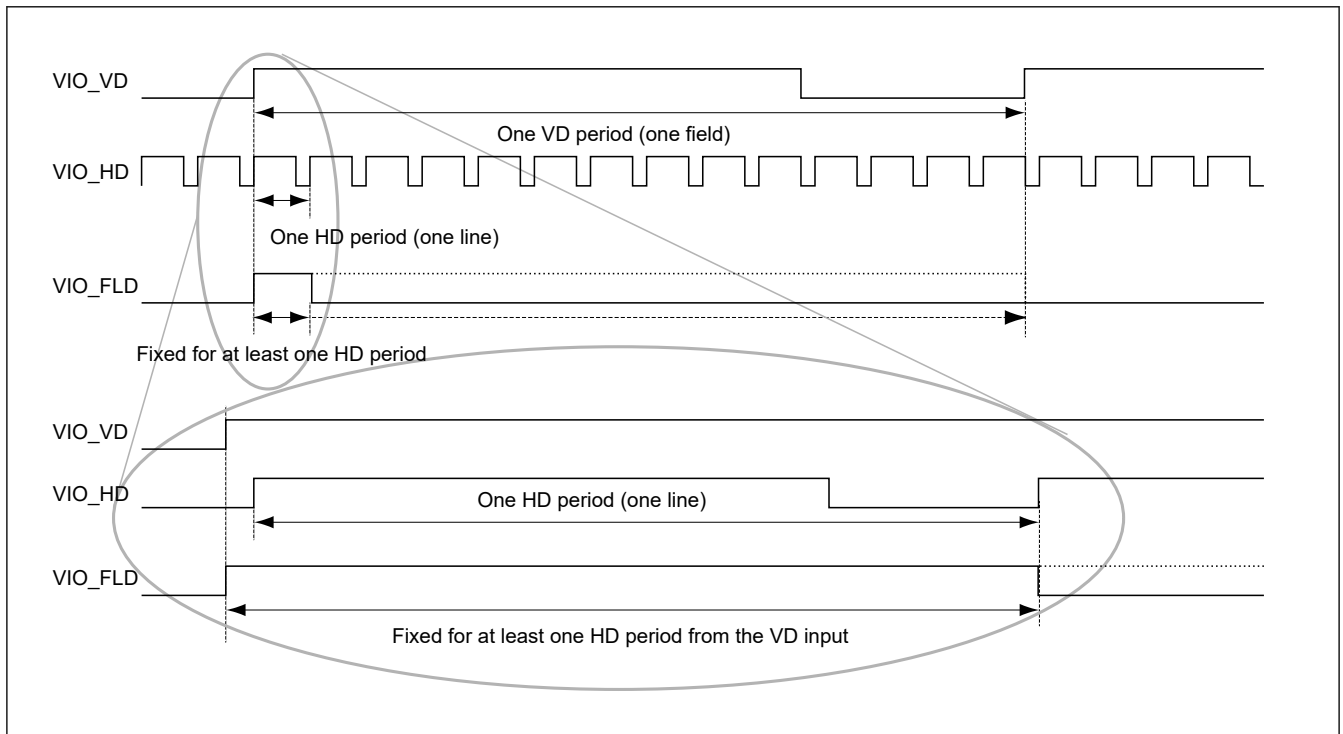 VIO_VD
One VD period (one field)
VIO_HD
One HD period (one line)
VIO_FLD
Fixed for at least one HD period
VIO_VD
VIO_HD
One HD period (one line)
VIO_FLD
Fixed for at least one HD period from the VD input